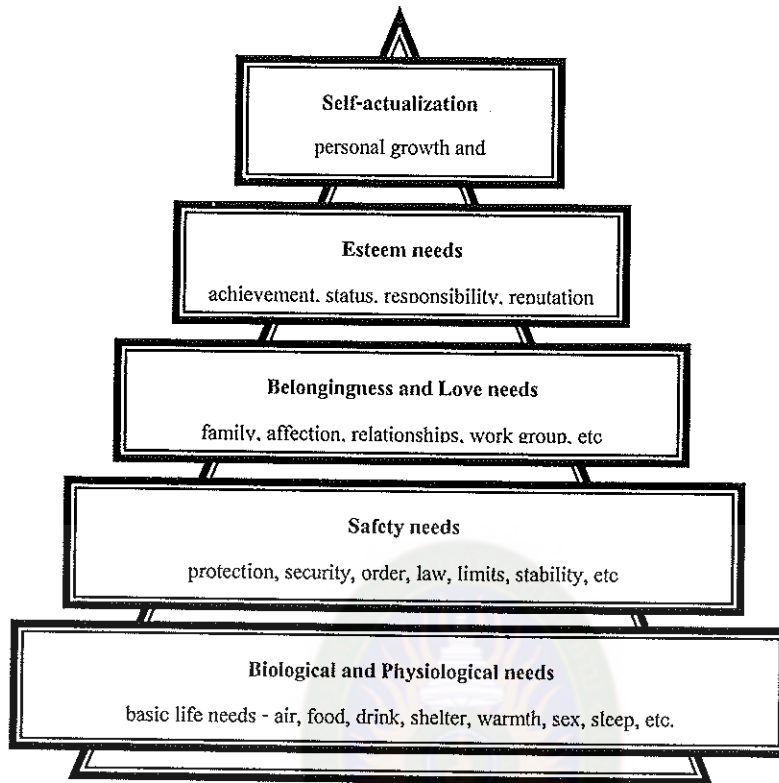 Self-actualization
personal growth and
Esteem needs
achievement, status, responsibility, reputation
Belongingness and Love needs
family, affection, relationships, work group, etc
Safety needs
protection, security, order, law, limits, stability, etc
Biological and Physiological needs
basic life needs - air, food, drink, shelter, warmth, sex, sleep, etc.